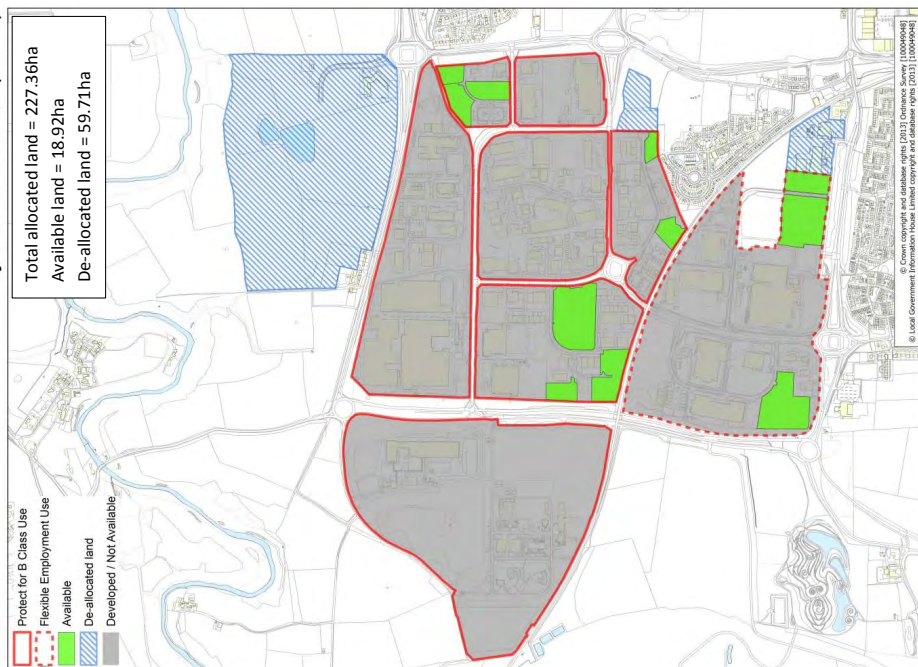 Total allocated land = 227.36ha
Available land = 18.92ha
De-allocated land = 59.71ha
Protect for B Class Use
Flexible Employment Use
Available
De-allocated land
Developed / Not Available
© Crown copyright and database rights [2013] Ordnance Survey [100049048]
© Local Government Information House Limited copyright and database rights [2013] [100049048]